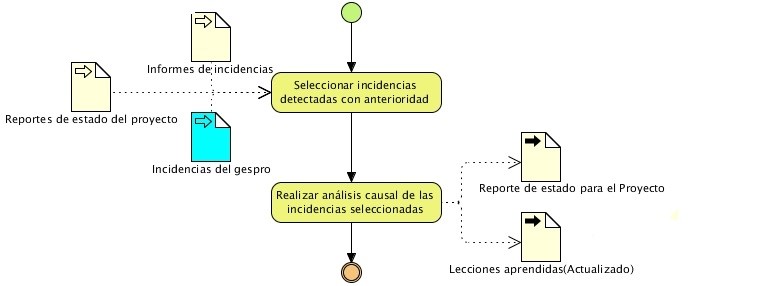 Informes de incidencias
Reportes de estado del proyecto
Incidencias del gespro
Seleccionar incidencias
detectadas con anterioridad
Realizar análisis causal de las
incidencias seleccionadas
Reporte de estado para el Proyecto
Lecciones aprendidas(Actualizado)